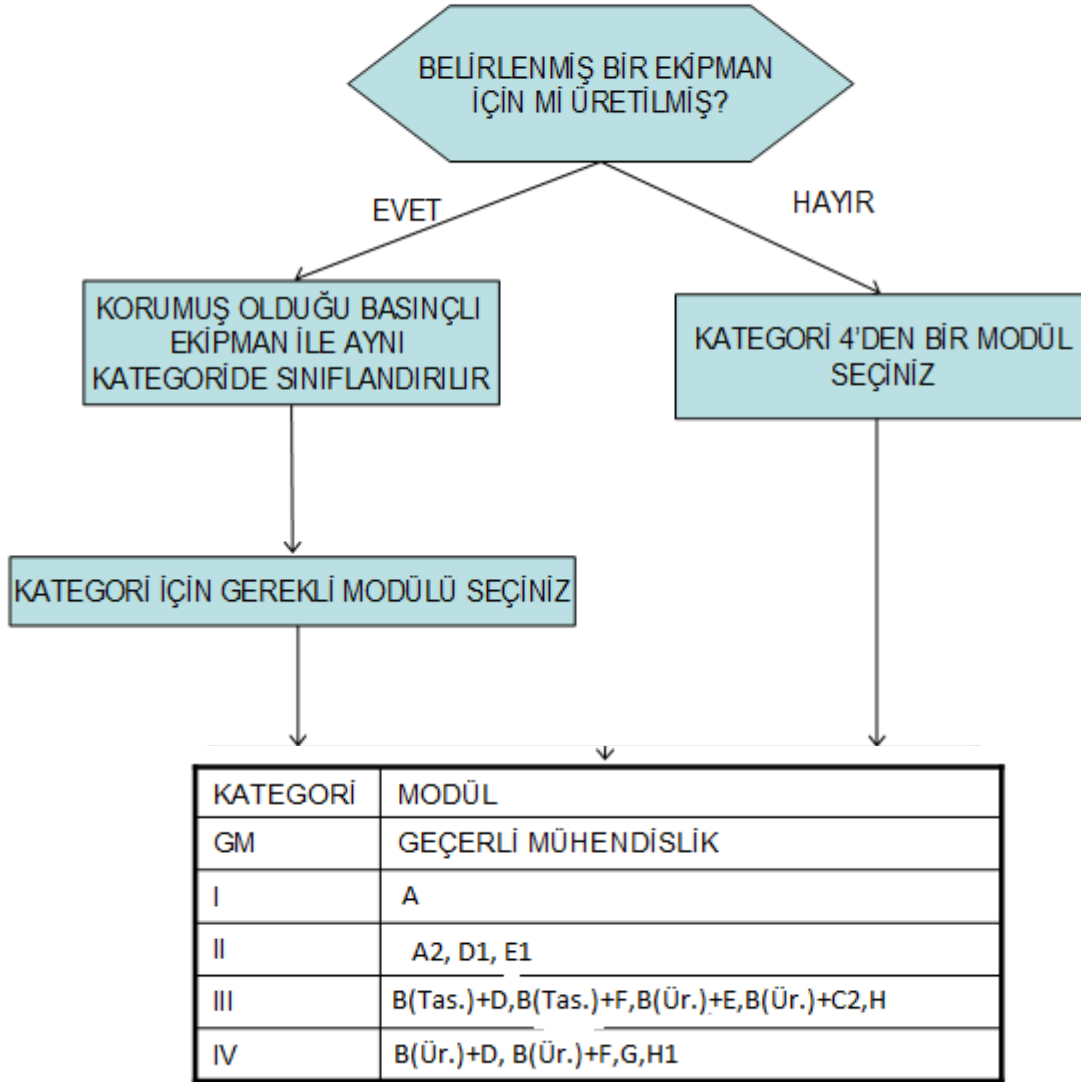 BELİRLENMİŞ BİR EKİPMAN
İÇİN Mİ ÜRETİLMİŞ?
EVET
HAYIR
KORUMUŞ OLDUĞU BASINÇLI
EKİPMAN İLE AYNI
KATEGORİDE SINIFLANDIRILIR
KATEGORİ 4'DEN BİR MODÜL
SEÇİNİZ
KATEGORİ İÇİN GEREKLİ MODÜLÜ SEÇİNİZ
KATEGORİ MODÜL
GM GEÇERLİ MÜHENDİSLİK
I A
II A2, D1, E1
III B(Tas.)+D,B(Tas.)+F,B(Ür.)+E,B(Ür.)+C2,H
IV B(Ür.)+D, B(Ür.)+F,G,H1